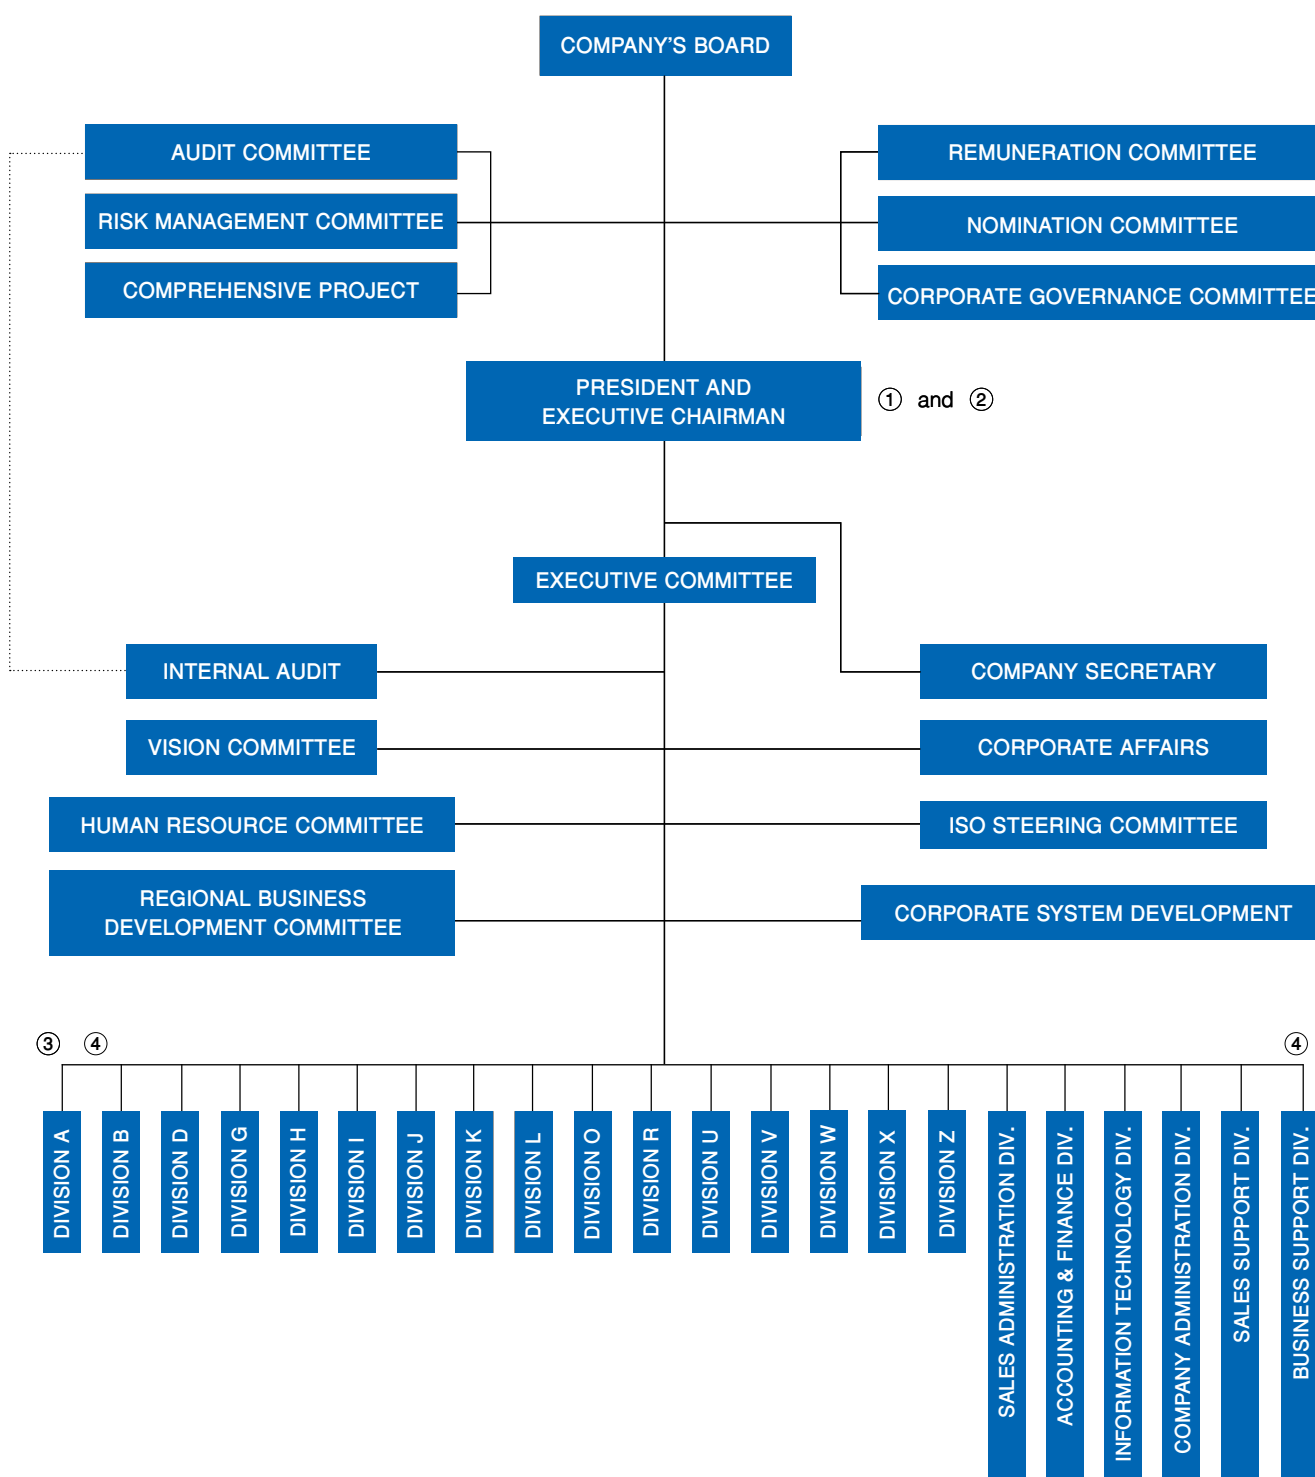 COMPANY'S BOARD
AUDIT COMMITTEE
REMUNERATION COMMITTEE
RISK MANAGEMENT COMMITTEE
NOMINATION COMMITTEE
COMPREHENSIVE PROJECT
CORPORATE GOVERNANCE COMMITTEE
PRESIDENT AND
EXECUTIVE CHAIRMAN
① and ②
EXECUTIVE COMMITTEE
INTERNAL AUDIT
COMPANY SECRETARY
VISION COMMITTEE
CORPORATE AFFAIRS
HUMAN RESOURCE COMMITTEE
ISO STEERING COMMITTEE
REGIONAL BUSINESS
DEVELOPMENT COMMITTEE
CORPORATE SYSTEM DEVELOPMENT
③ ④
④
DIVISION A
DIVISION B
DIVISION D
DIVISION G
DIVISION H
DIVISION I
DIVISION J
DIVISION K
DIVISION L
DIVISION O
DIVISION R
DIVISION U
DIVISION V
DIVISION W
DIVISION X
DIVISION Z
SALES ADMINISTRATION DIV.
ACCOUNTING & FINANCE DIV.
INFORMATION TECHNOLOGY DIV.
COMPANY ADMINISTRATION DIV.
SALES SUPPORT DIV.
BUSINESS SUPPORT DIV.